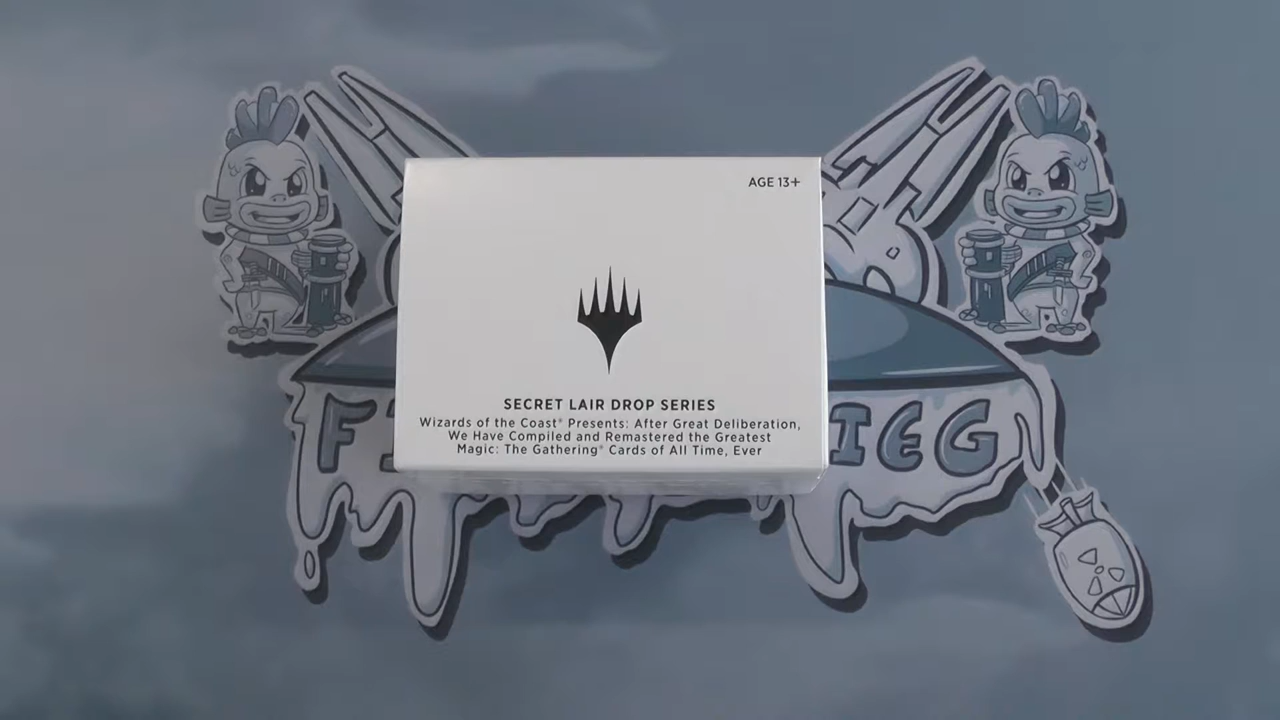 AGE 13+
SECRET LAIR DROP SERIES
Wizards of the Coast® Presents: After Great Deliberation,
We Have Compiled and Remastered the Greatest
Magic: The Gathering® Cards of All Time, Ever
IEG